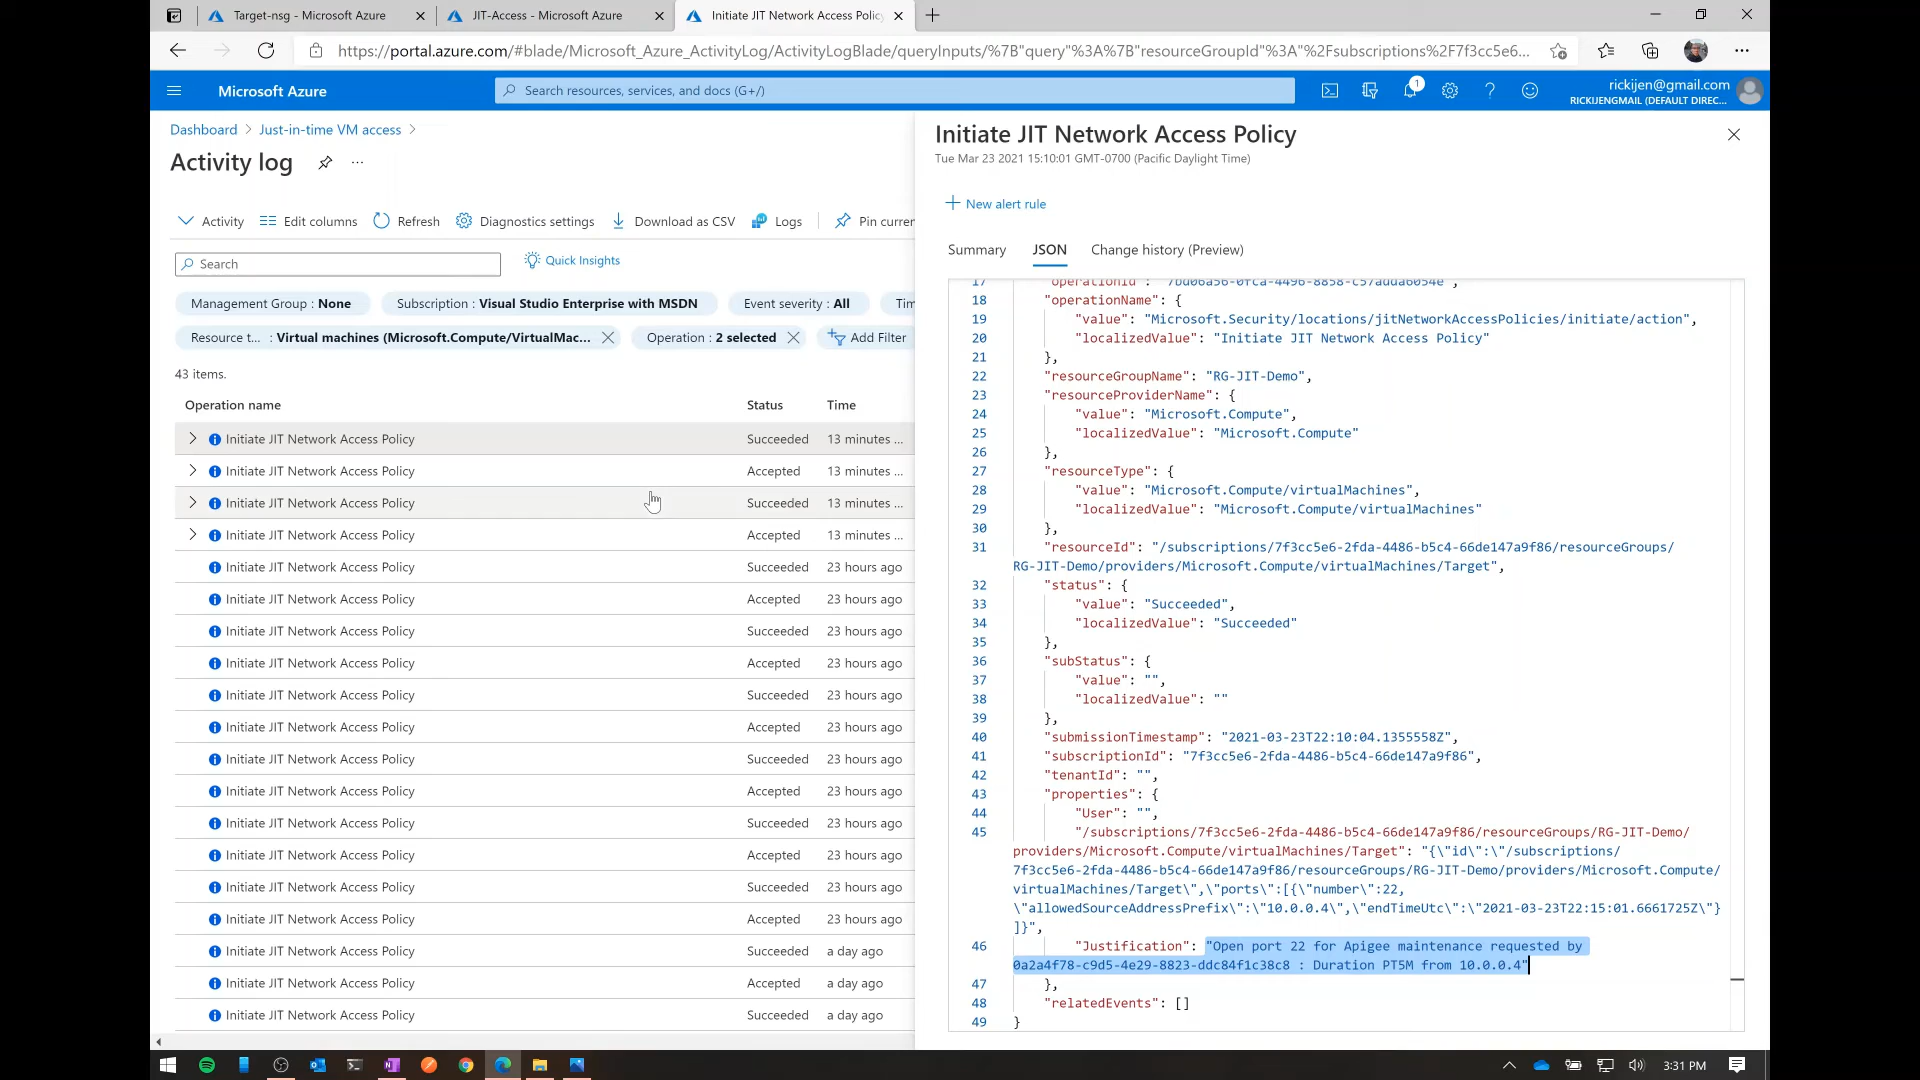 Target-nsg - Microsoft Azure
JIT-Access - Microsoft Azure
Initiate JIT Network Access Policy
https://portal.azure.com/#blade/Microsoft_Azure_ActivityLog/ActivityLogBlade/queryInputs/%7B"query"%3A%7B"resourceGroupId"%3A"%2Fsubscriptions%2F7f3cc5e6...
Microsoft Azure
Search resources, services, and docs (G+/)
1
rickijen@gmail.com
RICKIJENGMAIL (DEFAULT DIREC...
Dashboard > Just-in-time VM access >
Activity log
...
Activity
Edit columns
Refresh
Diagnostics settings
Download as CSV
Logs
Pin curren
Search
Quick Insights
Management Group : None
Subscription : Visual Studio Enterprise with MSDN
Event severity : All
Tim
Resource t... : Virtual machines (Microsoft.Compute/VirtualMac...
Operation : 2 selected
Add Filter
43 items.
Operation name Status Time
Initiate JIT Network Access Policy Succeeded 13 minutes ...
Initiate JIT Network Access Policy Accepted 13 minutes ...
Initiate JIT Network Access Policy Succeeded 13 minutes ...
Initiate JIT Network Access Policy Accepted 13 minutes ...
Initiate JIT Network Access Policy Succeeded 23 hours ago
Initiate JIT Network Access Policy Accepted 23 hours ago
Initiate JIT Network Access Policy Succeeded 23 hours ago
Initiate JIT Network Access Policy Accepted 23 hours ago
Initiate JIT Network Access Policy Succeeded 23 hours ago
Initiate JIT Network Access Policy Accepted 23 hours ago
Initiate JIT Network Access Policy Succeeded 23 hours ago
Initiate JIT Network Access Policy Accepted 23 hours ago
Initiate JIT Network Access Policy Succeeded 23 hours ago
Initiate JIT Network Access Policy Accepted 23 hours ago
Initiate JIT Network Access Policy Succeeded 23 hours ago
Initiate JIT Network Access Policy Accepted 23 hours ago
Initiate JIT Network Access Policy Succeeded a day ago
Initiate JIT Network Access Policy Accepted a day ago
Initiate JIT Network Access Policy Succeeded a day ago
Initiate JIT Network Access Policy
Tue Mar 23 2021 15:10:01 GMT-0700 (Pacific Daylight Time)
New alert rule
Summary
JSON
Change history (Preview)
17 "operationId": "7bd06a56-0fca-4496-8858-c57adda6054e",
18 "operationName": {
19 "value": "Microsoft.Security/locations/jitNetworkAccessPolicies/initiate/action",
20 "localizedValue": "Initiate JIT Network Access Policy"
21 },
22 "resourceGroupName": "RG-JIT-Demo",
23 "resourceProviderName": {
24 "value": "Microsoft.Compute",
25 "localizedValue": "Microsoft.Compute"
26 },
27 "resourceType": {
28 "value": "Microsoft.Compute/virtualMachines",
29 "localizedValue": "Microsoft.Compute/virtualMachines"
30 },
31 "resourceId": "/subscriptions/7f3cc5e6-2fda-4486-b5c4-66de147a9f86/resourceGroups/
RG-JIT-Demo/providers/Microsoft.Compute/virtualMachines/Target",
32 "status": {
33 "value": "Succeeded",
34 "localizedValue": "Succeeded"
35 },
36 "subStatus": {
37 "value": "",
38 "localizedValue": ""
39 },
40 "submissionTimestamp": "2021-03-23T22:10:04.1355558Z",
41 "subscriptionId": "7f3cc5e6-2fda-4486-b5c4-66de147a9f86",
42 "tenantId": "",
43 "properties": {
44 "User": "",
45 "/subscriptions/7f3cc5e6-2fda-4486-b5c4-66de147a9f86/resourceGroups/RG-JIT-Demo/
providers/Microsoft.Compute/virtualMachines/Target": "{\"id\":\"/subscriptions/
7f3cc5e6-2fda-4486-b5c4-66de147a9f86/resourceGroups/RG-JIT-Demo/providers/Microsoft.Compute/
virtualMachines/Target\",\"ports\":[{\"number\":22,
\"allowedSourceAddressPrefix\":\"10.0.0.4\",\"endTimeUtc\":\"2021-03-23T22:15:01.6661725Z\"}
]}",
46 "Justification": "Open port 22 for Apigee maintenance requested by
0a2a4f78-c9d5-4e29-8823-ddc84f1c38c8 : Duration PT5M from 10.0.0.4"
47 },
48 "relatedEvents": []
49 }
3:31 PM